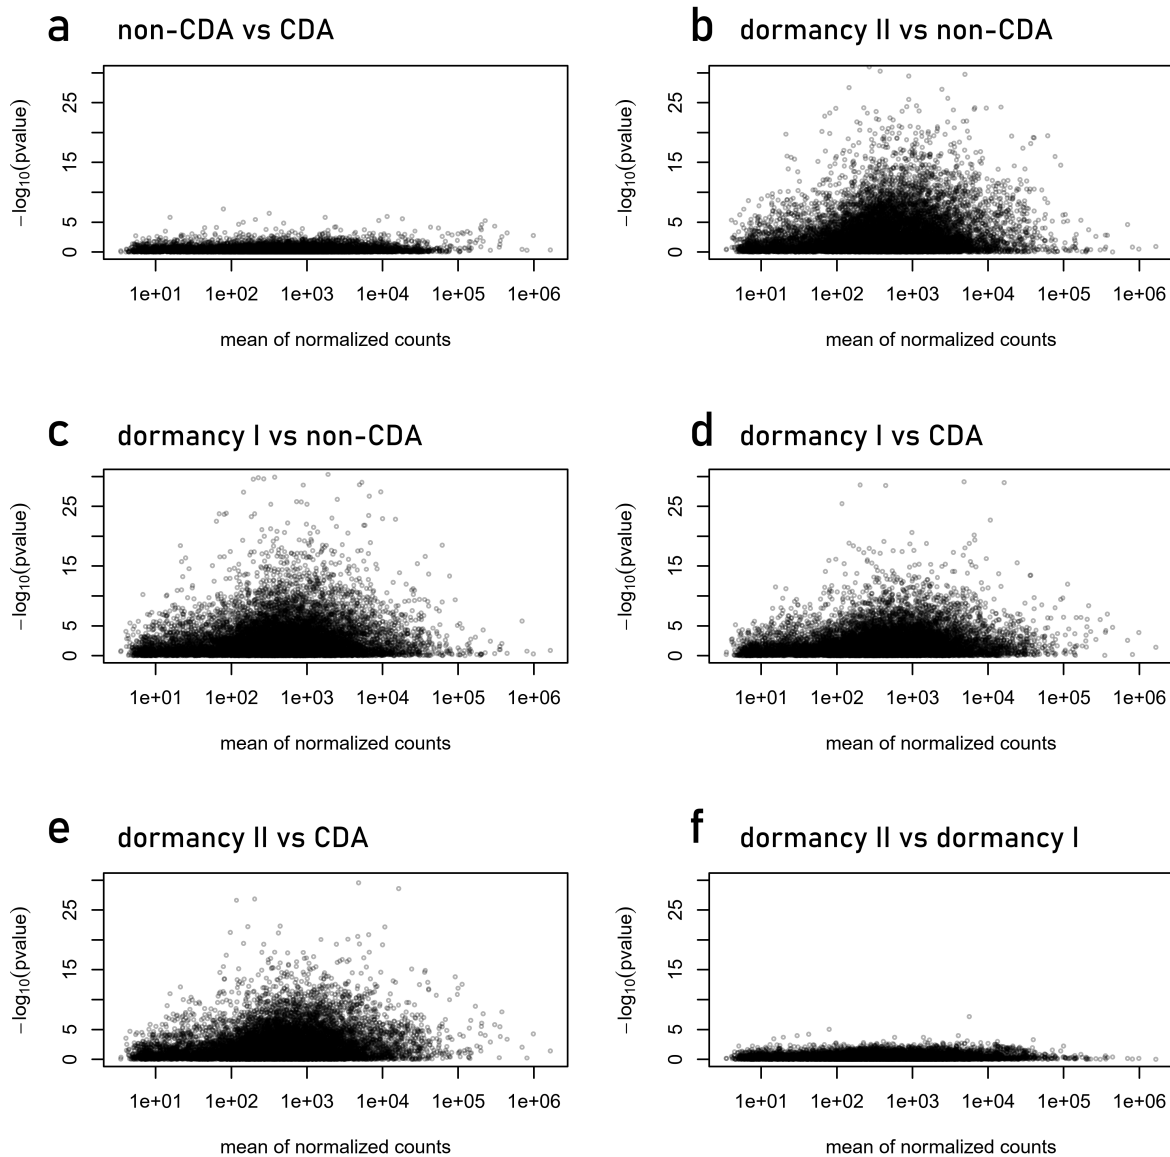 a non-CDA vs CDA
b dormancy II vs non-CDA
−log10(pvalue)
25
15
5
0
1e+01 1e+02 1e+03 1e+04 1e+05 1e+06
mean of normalized counts
−log10(pvalue)
25
15
5
0
1e+01 1e+02 1e+03 1e+04 1e+05 1e+06
mean of normalized counts
c dormancy I vs non-CDA
d dormancy I vs CDA
−log10(pvalue)
25
15
5
0
1e+01 1e+02 1e+03 1e+04 1e+05 1e+06
mean of normalized counts
−log10(pvalue)
25
15
5
0
1e+01 1e+02 1e+03 1e+04 1e+05 1e+06
mean of normalized counts
e dormancy II vs CDA
f dormancy II vs dormancy I
−log10(pvalue)
25
15
5
0
1e+01 1e+02 1e+03 1e+04 1e+05 1e+06
mean of normalized counts
−log10(pvalue)
25
15
5
0
1e+01 1e+02 1e+03 1e+04 1e+05 1e+06
mean of normalized counts